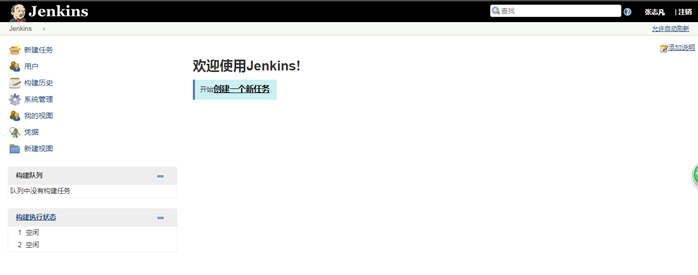 Jenkins
查找
张志凡
| 注销
Jenkins
允许自动刷新
添加说明
新建任务
用户
构建历史
系统管理
我的视图
凭据
新建视图
欢迎使用Jenkins!
开始创建一个新任务.
构建队列
队列中没有构建任务
构建执行状态
1 空闲
2 空闲